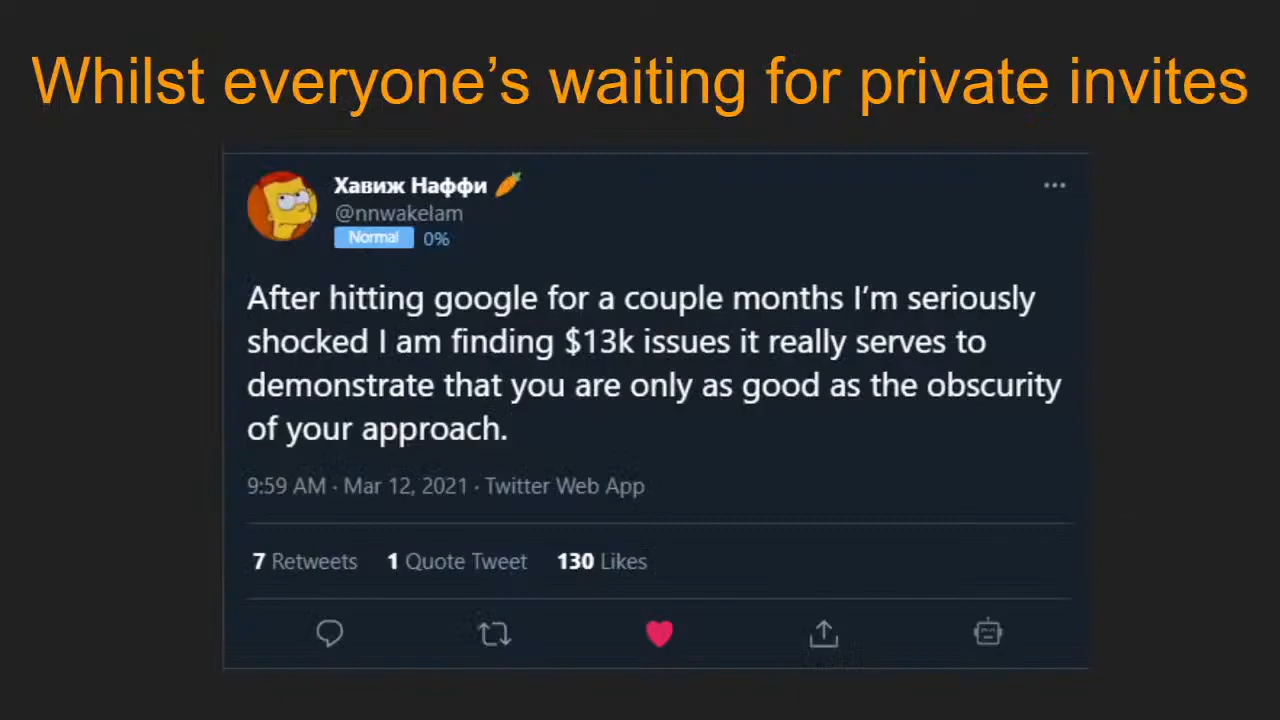 Whilst everyone’s waiting for private invites
Хавиж Наффи 🥕
@nnwakelam
Normal 0%
After hitting google for a couple months I’m seriously
shocked I am finding $13k issues it really serves to
demonstrate that you are only as good as the obscurity
of your approach.
9:59 AM · Mar 12, 2021 · Twitter Web App
7 Retweets 1 Quote Tweet 130 Likes